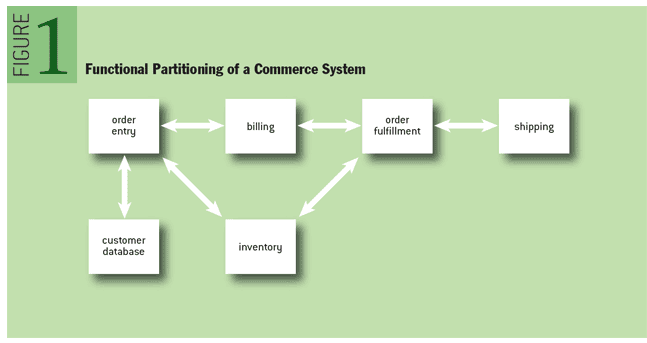 FIGURE 1
Functional Partitioning of a Commerce System
order
entry
billing
order
fulfillment
shipping
customer
database
inventory